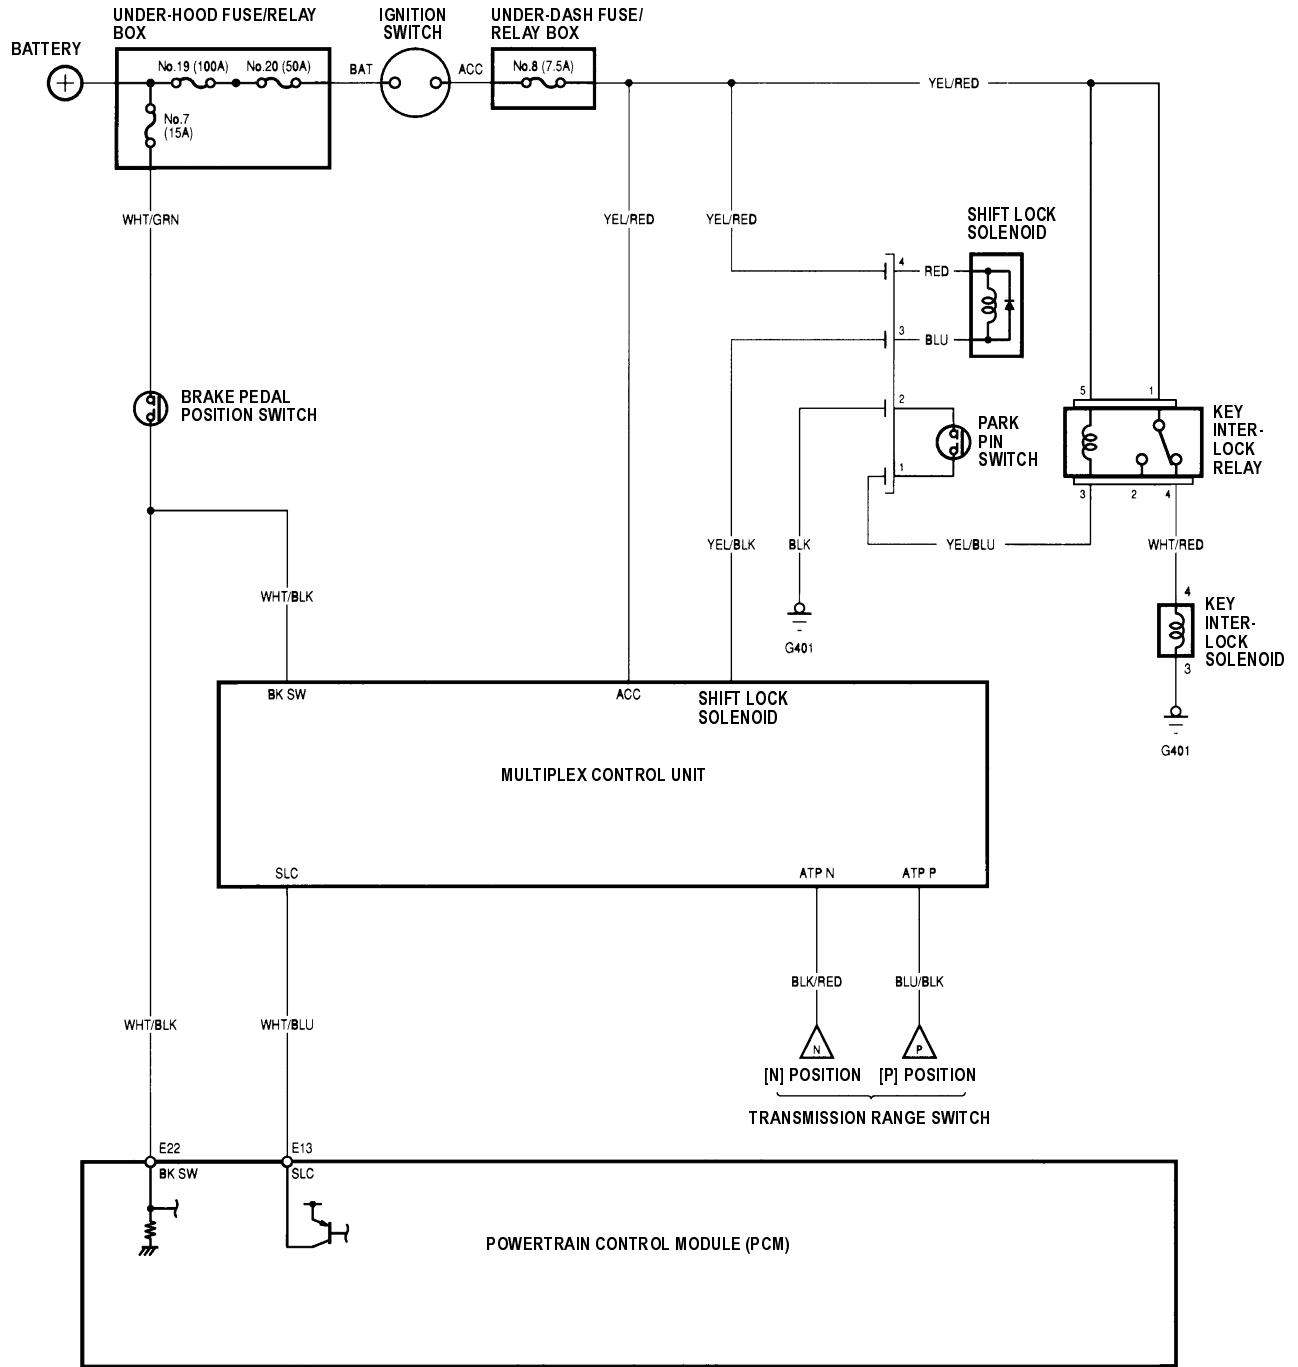 UNDER-HOOD FUSE/RELAY
BOX
IGNITION
SWITCH
UNDER-DASH FUSE/
RELAY BOX
BATTERY
No.19 (100A)
No.20 (50A)
BAT
ACC
No.8 (7.5A)
YEL/RED
No.7
(15A)
WHT/GRN
YEL/RED
YEL/RED
SHIFT LOCK
SOLENOID
4
RED
3
BLU
BRAKE PEDAL
POSITION SWITCH
2
PARK
PIN
SWITCH
1
5
1
KEY
INTER-
LOCK
RELAY
3
2
4
YEL/BLK
BLK
YEL/BLU
WHT/RED
WHT/BLK
4
KEY
INTER-
LOCK
SOLENOID
3
G401
G401
BK SW
ACC
SHIFT LOCK
SOLENOID
MULTIPLEX CONTROL UNIT
SLC
ATP N
ATP P
BLK/RED
BLU/BLK
WHT/BLK
WHT/BLU
N
P
[N] POSITION
[P] POSITION
TRANSMISSION RANGE SWITCH
E22
E13
BK SW
SLC
POWERTRAIN CONTROL MODULE (PCM)